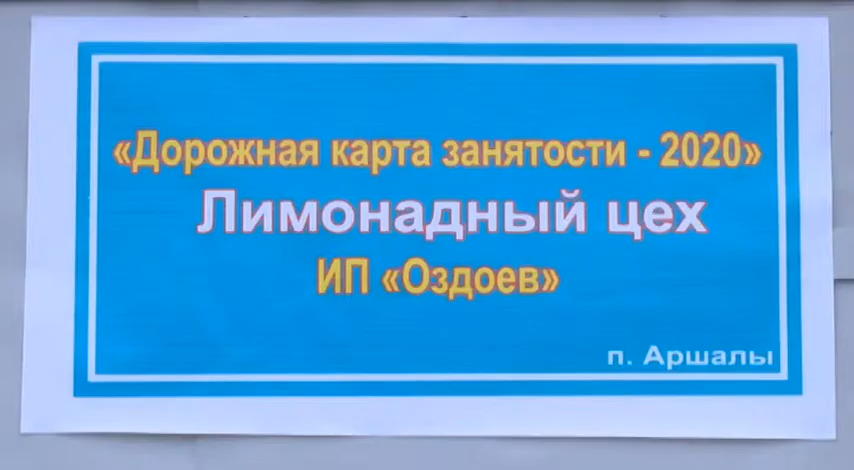 «Дорожная карта занятости - 2020»
Лимонадный цех
ИП «Оздоев»
п. Аршалы